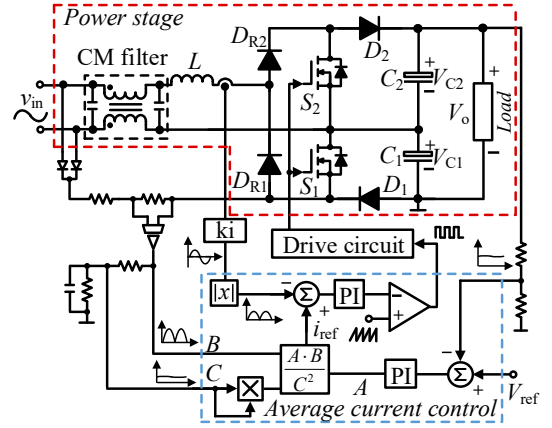 Power stage
CM filter
L
D_R2
D_2
v_in
S_2
C_2
V_C2
V_o
Load
D_R1
S_1
C_1
V_C1
D_1
ki
Drive circuit
|x|
−
Σ
+
PI
−
+
i_ref
B
C
×
A · B
C²
A
PI
−
Σ
+
V_ref
Average current control
+
−
+
−
+
−